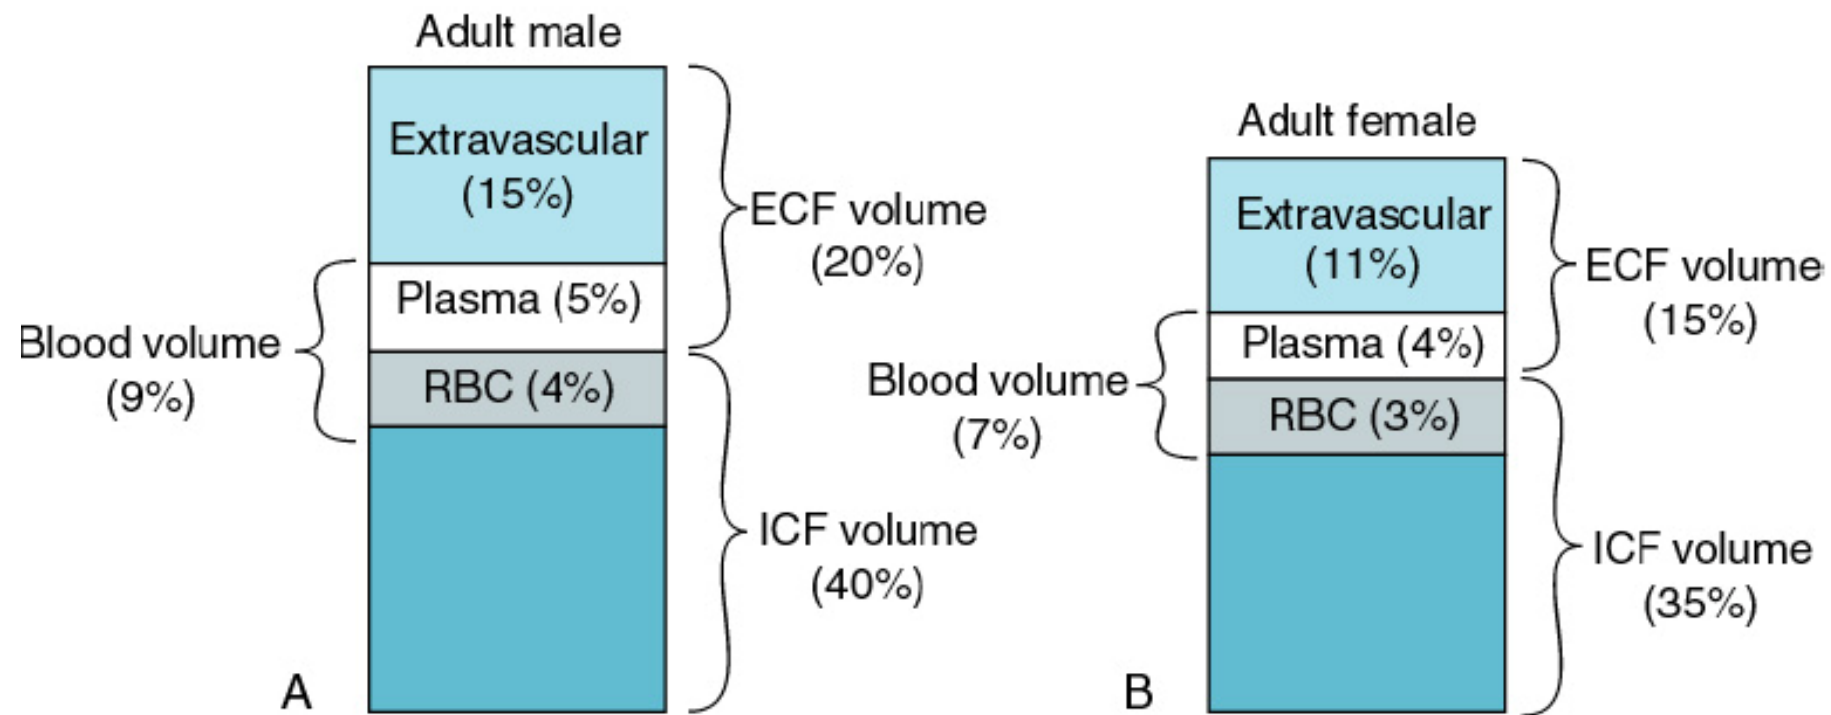 Adult male
Extravascular
(15%)
Plasma (5%)
RBC (4%)
Blood volume
(9%)
ECF volume
(20%)
ICF volume
(40%)
A
Adult female
Extravascular
(11%)
Plasma (4%)
RBC (3%)
Blood volume
(7%)
ECF volume
(15%)
ICF volume
(35%)
B